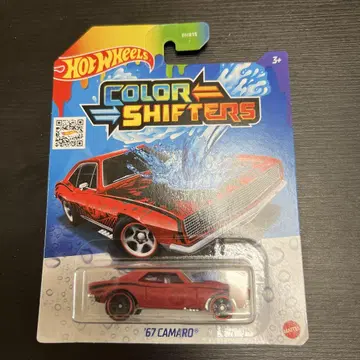 HOT WHEELS
3+
COLOR
SHIFTERS
'67 CAMARO
MATTEL